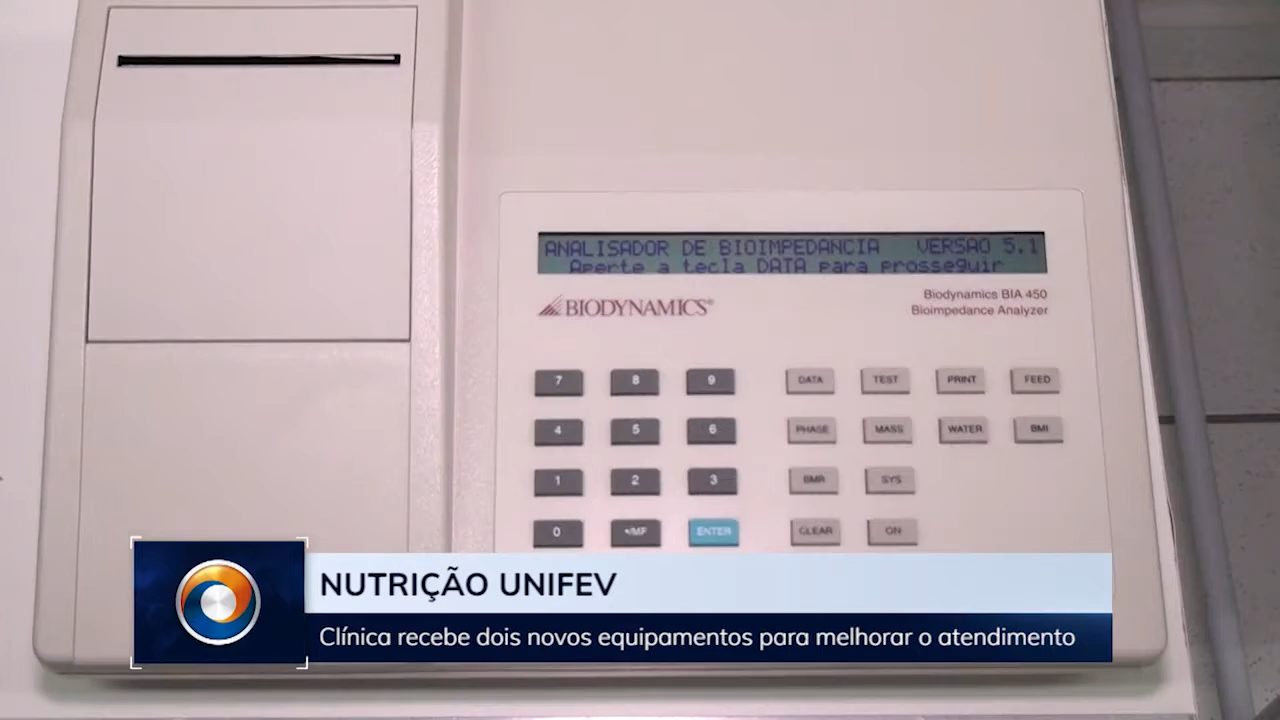 ANALISADOR DE BIOIMPEDANCIA VERSAO 5.1
Aperte a tecla DATA para prosseguir
BIODYNAMICS®
Biodynamics BIA 450
Bioimpedance Analyzer
7 8 9 DATA TEST PRINT FEED
4 5 6 PHASE MASS WATER BMI
1 2 3 BMR SYS
0 ENTER CLEAR ON
NUTRIÇÃO UNIFEV
Clínica recebe dois novos equipamentos para melhorar o atendimento